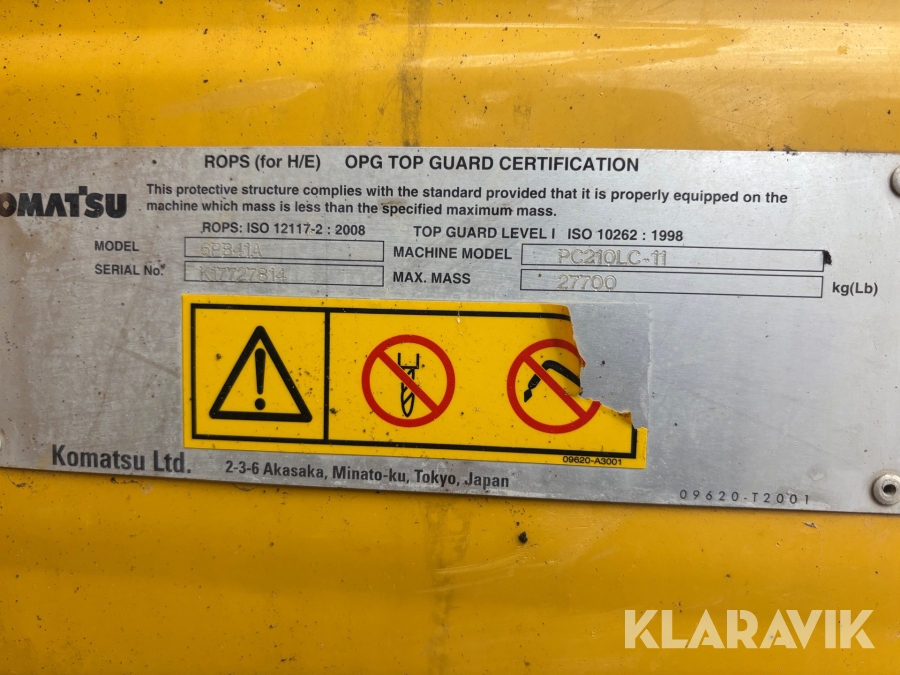 ROPS (for H/E) OPG TOP GUARD CERTIFICATION
KOMATSU
This protective structure complies with the standard provided that it is properly equipped on the
machine which mass is less than the specified maximum mass.
ROPS: ISO 12117-2 : 2008 TOP GUARD LEVEL I ISO 10262 : 1998
MODEL 6PB41A MACHINE MODEL PC210LC-11
SERIAL No. K17727814 MAX. MASS 27700 kg(Lb)
09620-A3001
Komatsu Ltd. 2-3-6 Akasaka, Minato-ku, Tokyo, Japan
09620-T2001
KLARAVIK